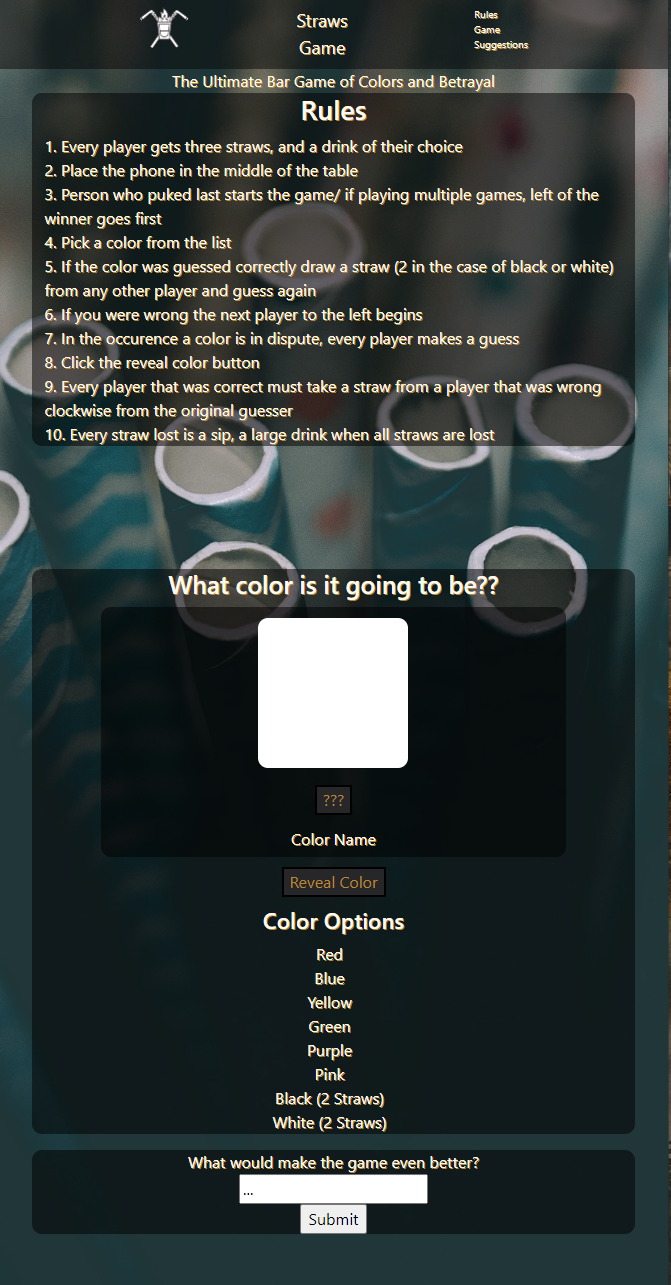 Straws
Game
Rules
Game
Suggestions
The Ultimate Bar Game of Colors and Betrayal
Rules
1. Every player gets three straws, and a drink of their choice
2. Place the phone in the middle of the table
3. Person who puked last starts the game/ if playing multiple games, left of the
winner goes first
4. Pick a color from the list
5. If the color was guessed correctly draw a straw (2 in the case of black or white)
from any other player and guess again
6. If you were wrong the next player to the left begins
7. In the occurence a color is in dispute, every player makes a guess
8. Click the reveal color button
9. Every player that was correct must take a straw from a player that was wrong
clockwise from the original guesser
10. Every straw lost is a sip, a large drink when all straws are lost
What color is it going to be??
???
Color Name
Reveal Color
Color Options
Red
Blue
Yellow
Green
Purple
Pink
Black (2 Straws)
White (2 Straws)
What would make the game even better?
...
Submit